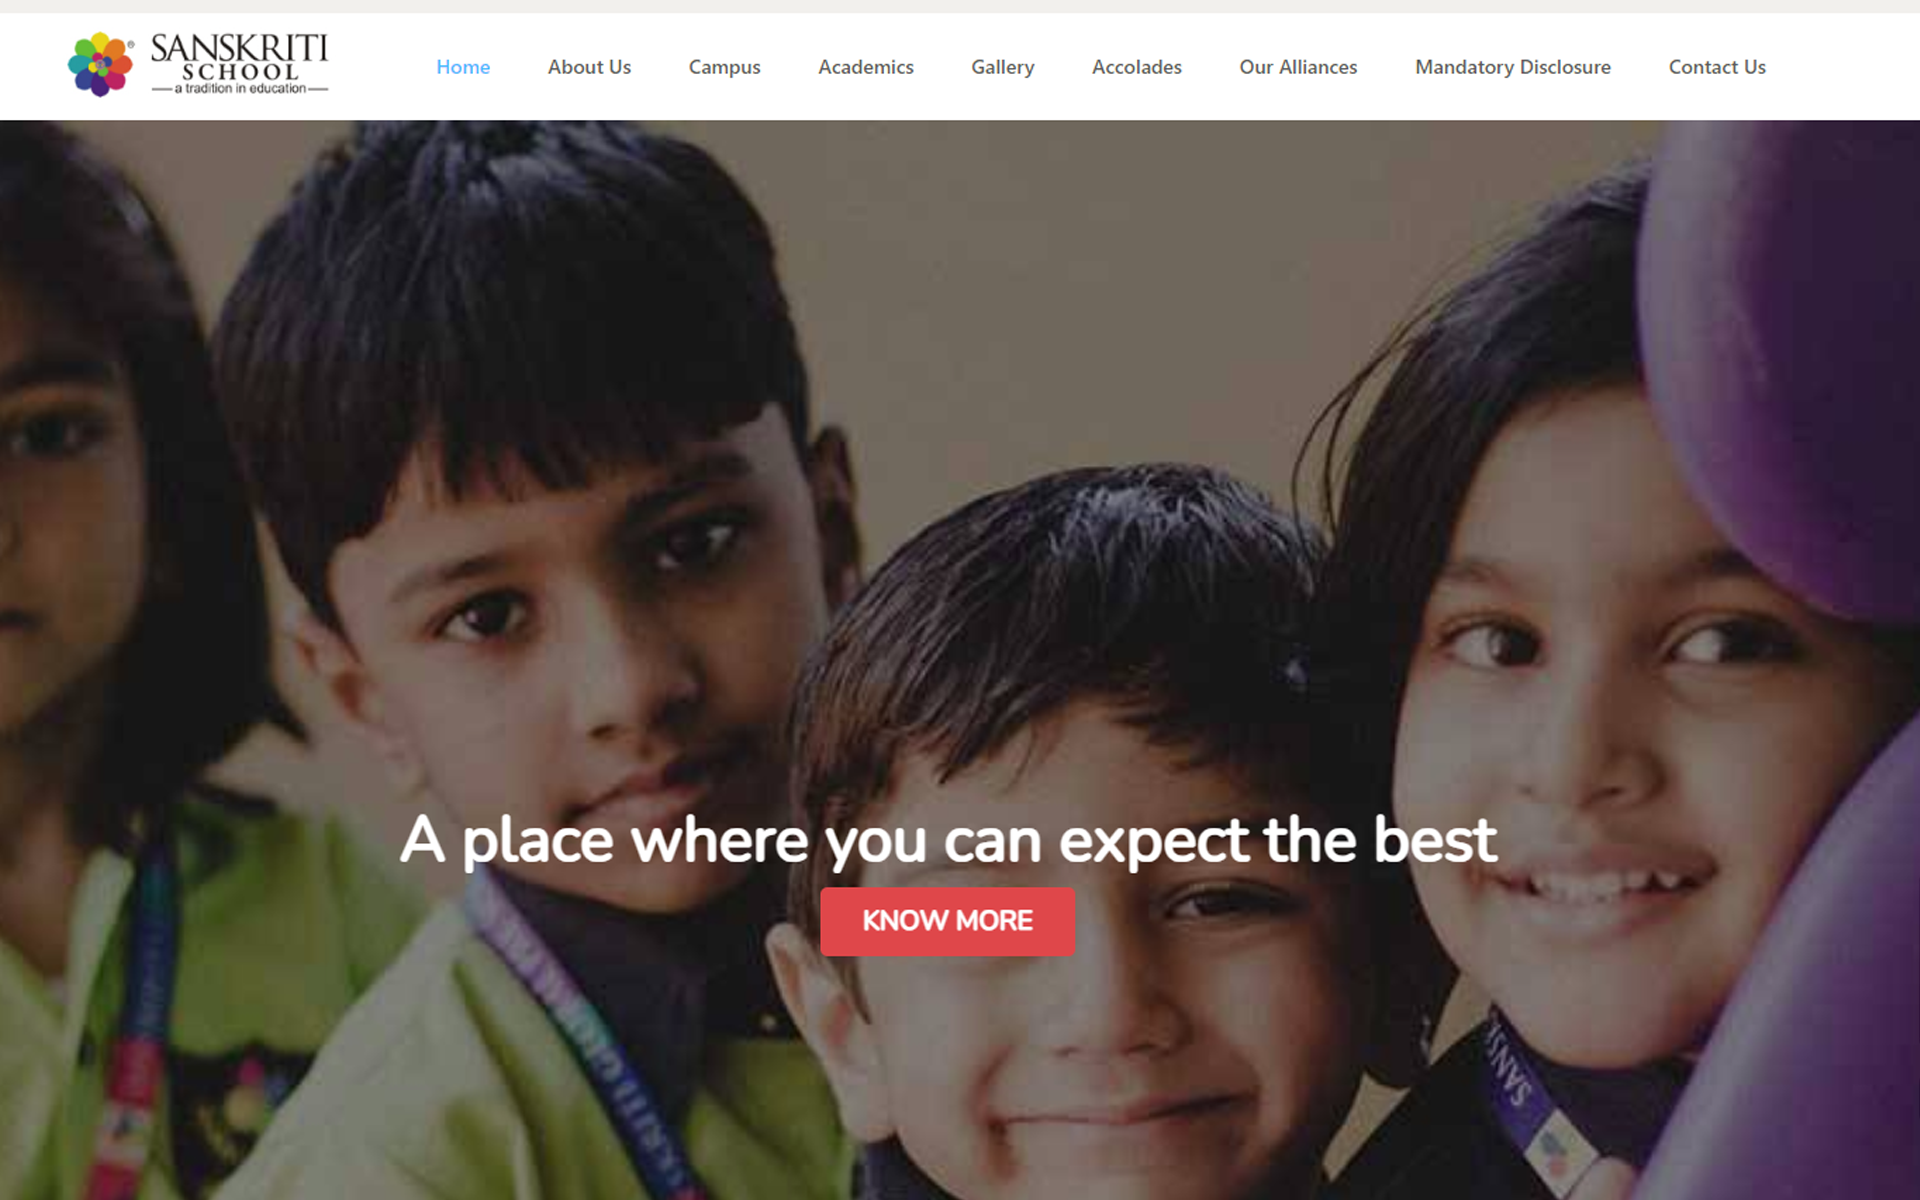 SANSKRITI
SCHOOL
a tradition in education
®
Home
About Us
Campus
Academics
Gallery
Accolades
Our Alliances
Mandatory Disclosure
Contact Us
A place where you can expect the best
KNOW MORE
SANS